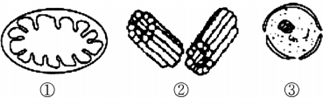 ① ② ③